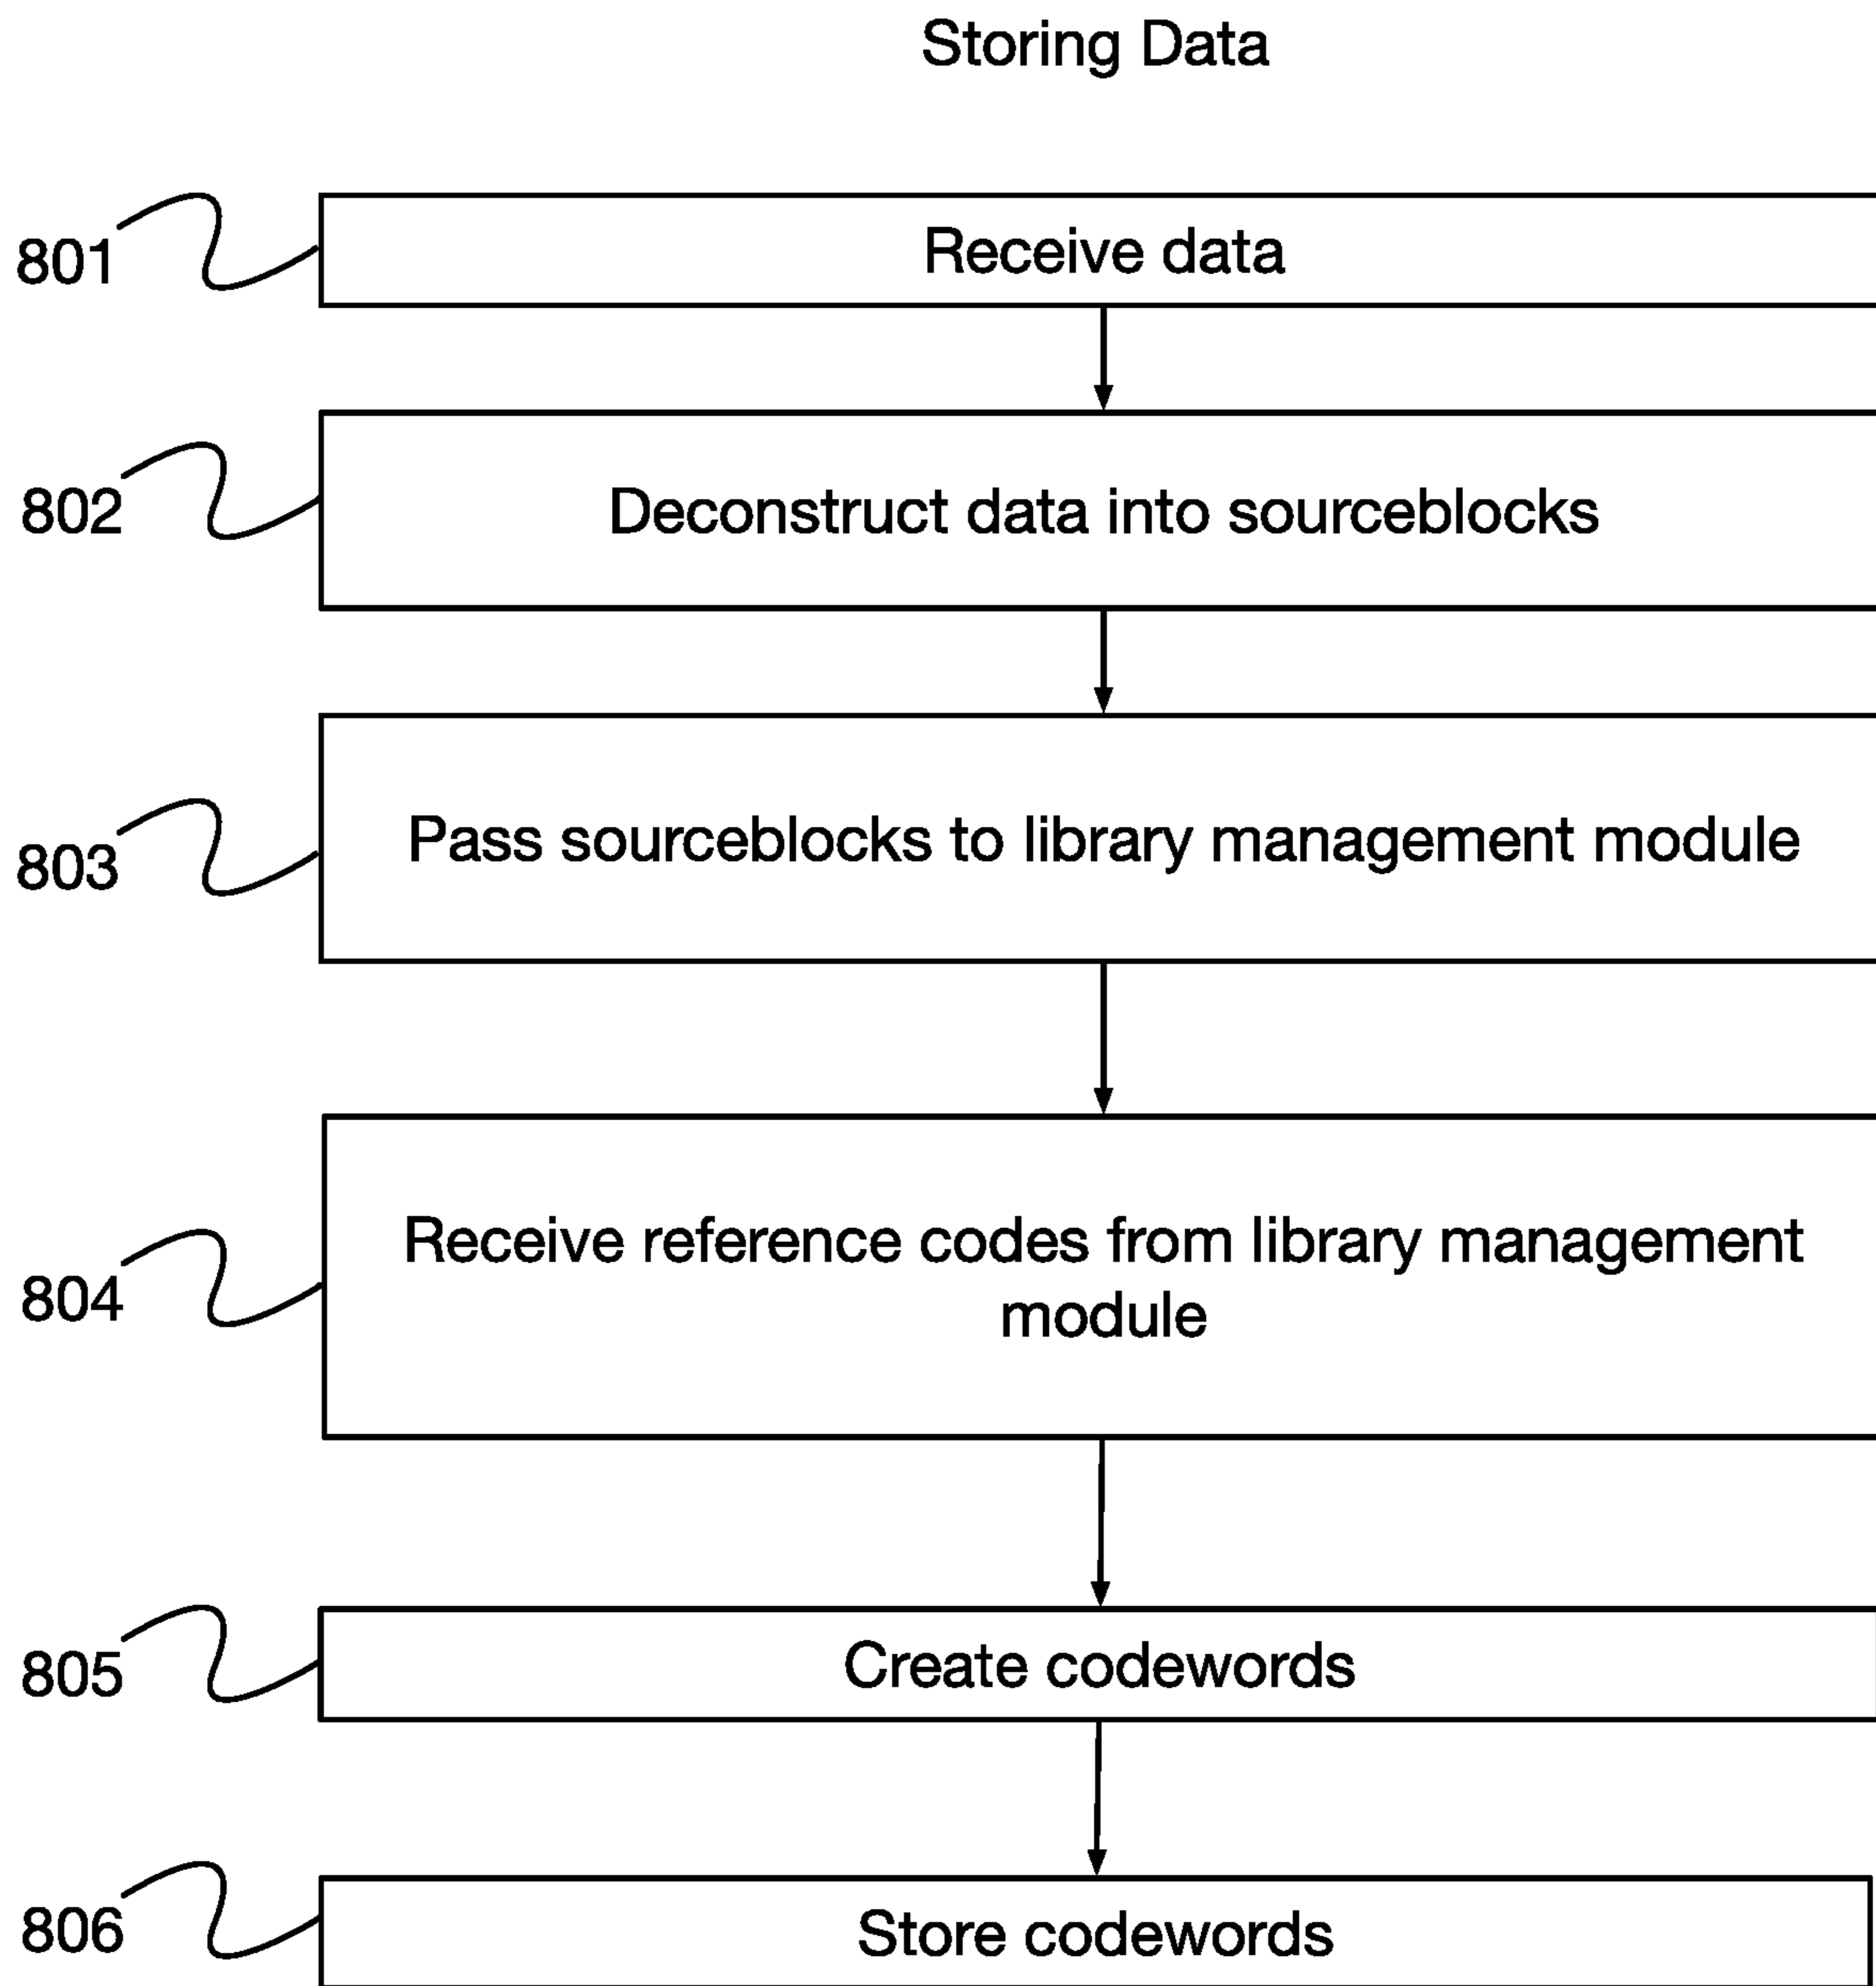 Storing Data
801
Receive data
802
Deconstruct data into sourceblocks
803
Pass sourceblocks to library management module
804
Receive reference codes from library management
module
805
Create codewords
806
Store codewords